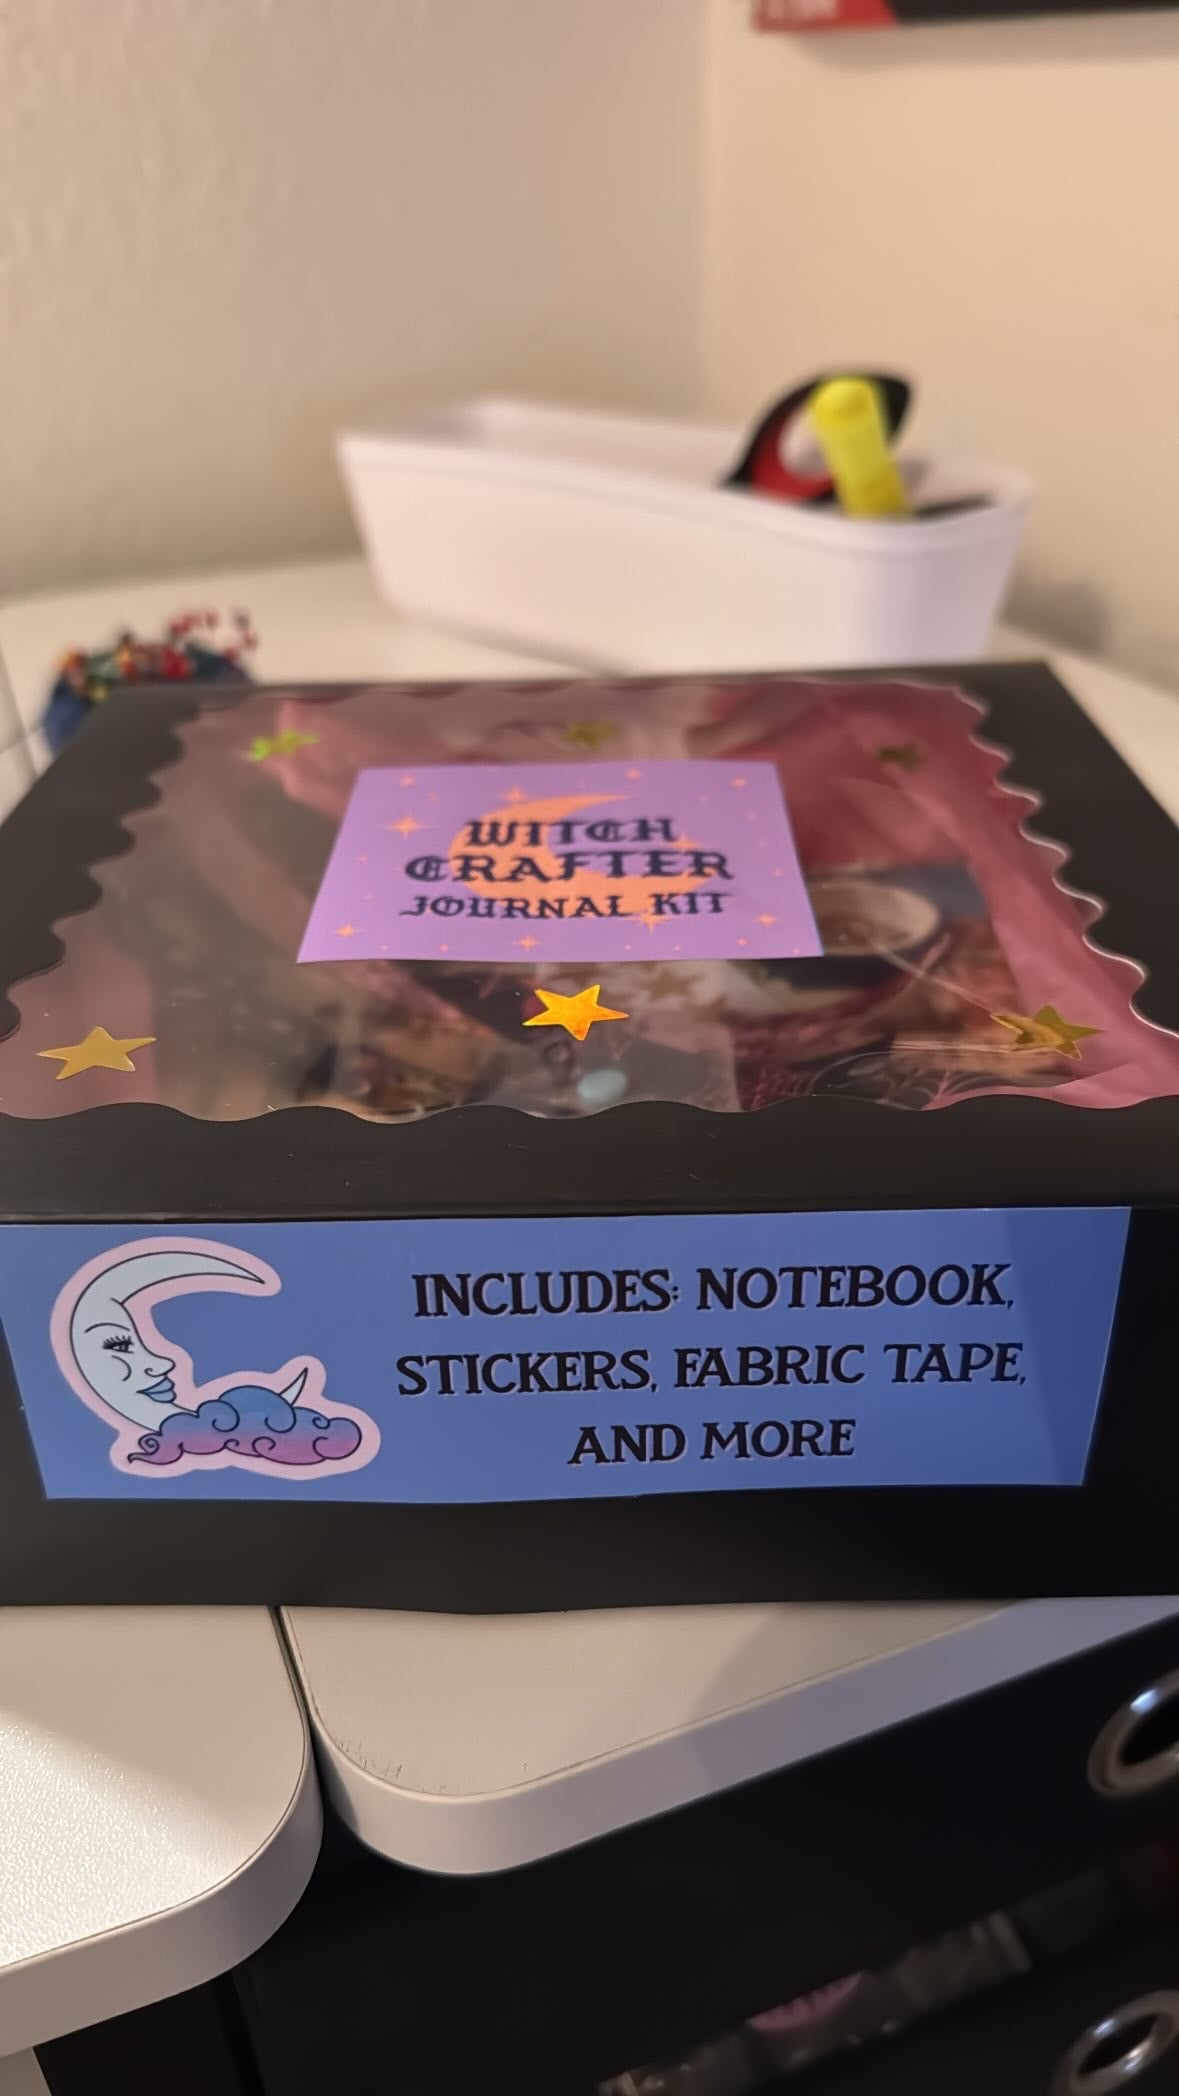 WITCH
CRAFTER
JOURNAL KIT
INCLUDES: NOTEBOOK,
STICKERS, FABRIC TAPE,
AND MORE